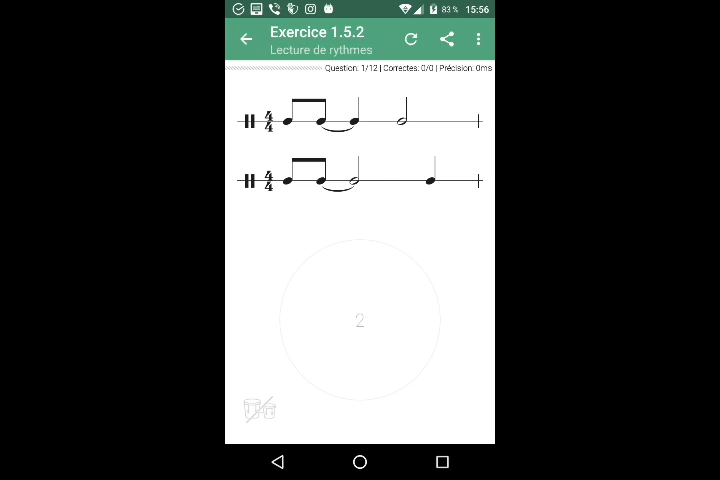 83 % 15:56
Exercice 1.5.2
Lecture de rythmes
Question: 1/12 | Correctes: 0/0 | Précision: 0ms
4
4
4
4
2